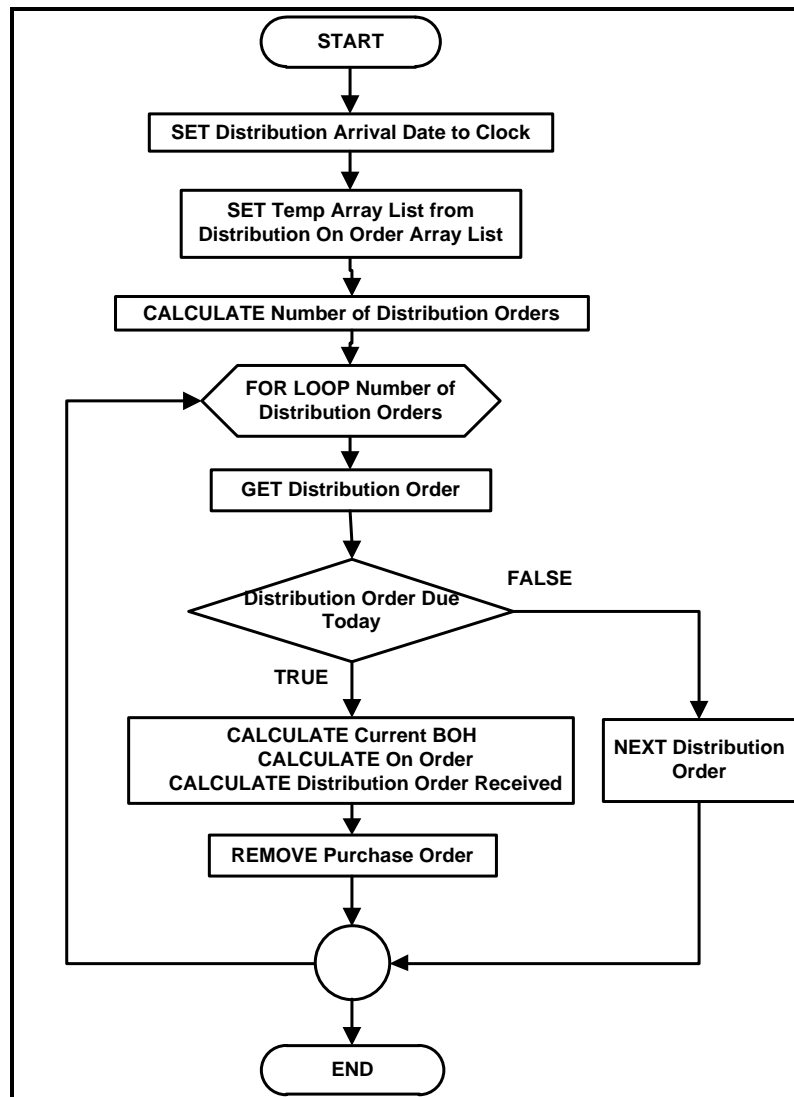 START
SET Distribution Arrival Date to Clock
SET Temp Array List from
Distribution On Order Array List
CALCULATE Number of Distribution Orders
FOR LOOP Number of
Distribution Orders
GET Distribution Order
Distribution Order Due
Today
FALSE
TRUE
CALCULATE Current BOH
CALCULATE On Order
CALCULATE Distribution Order Received
NEXT Distribution
Order
REMOVE Purchase Order
END